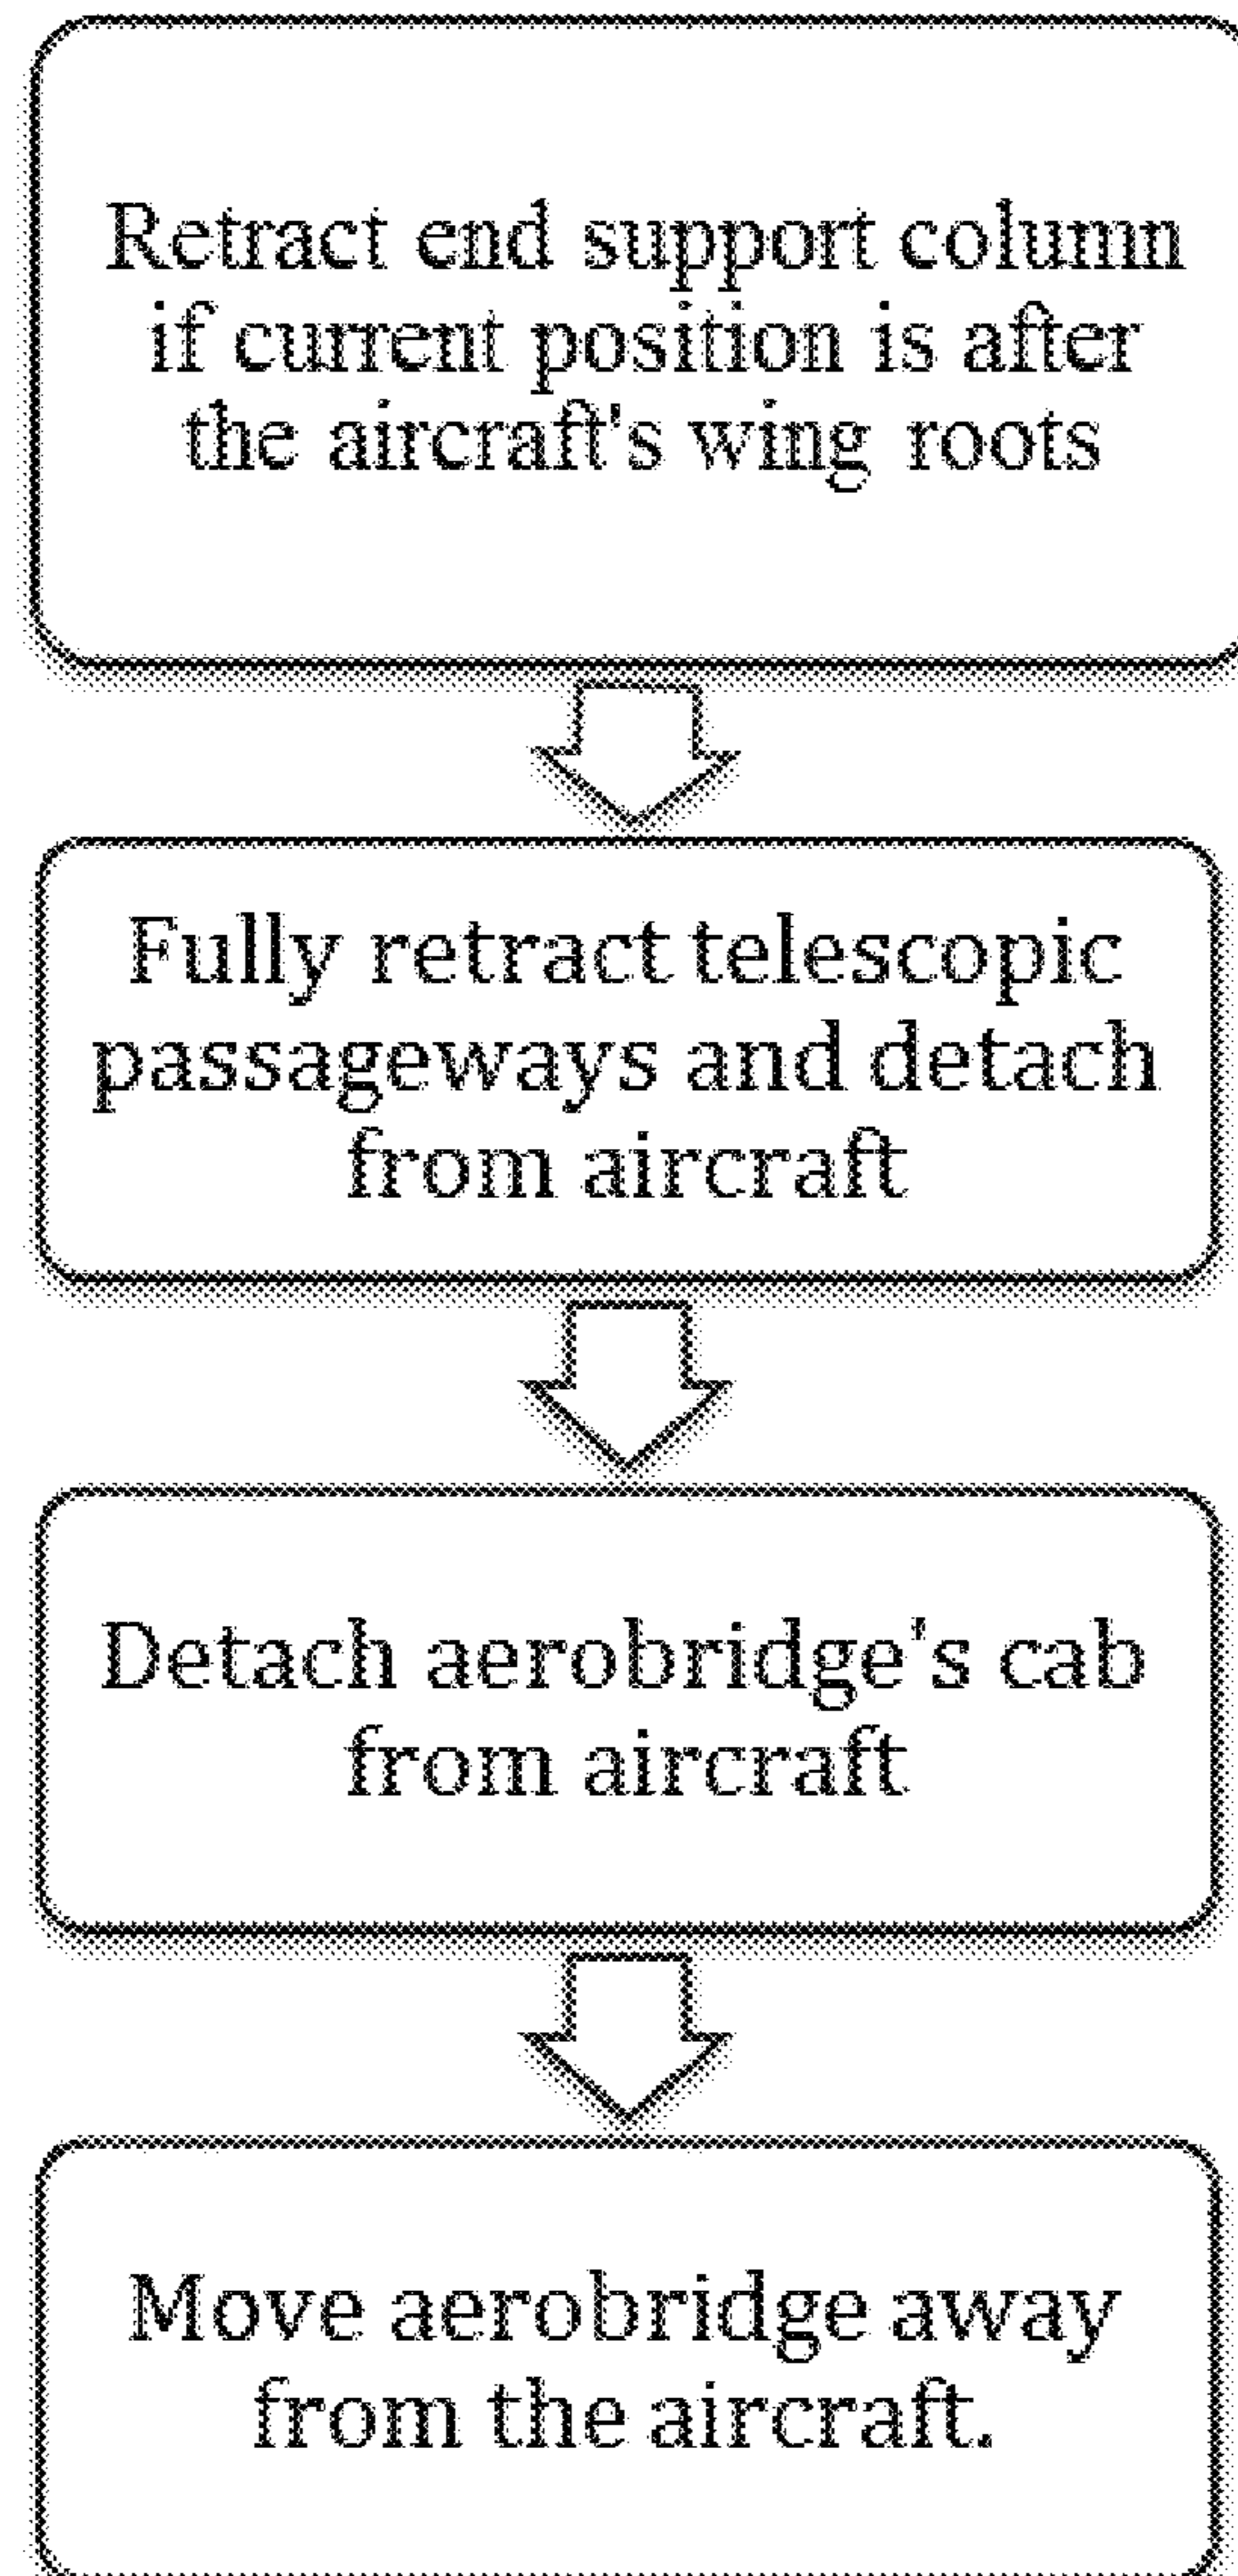 Retract end support column
if current position is after
the aircraft's wing roots
Fully retract telescopic
passageways and detach
from aircraft
Detach aerobridge's cab
from aircraft
Move aerobridge away
from the aircraft.